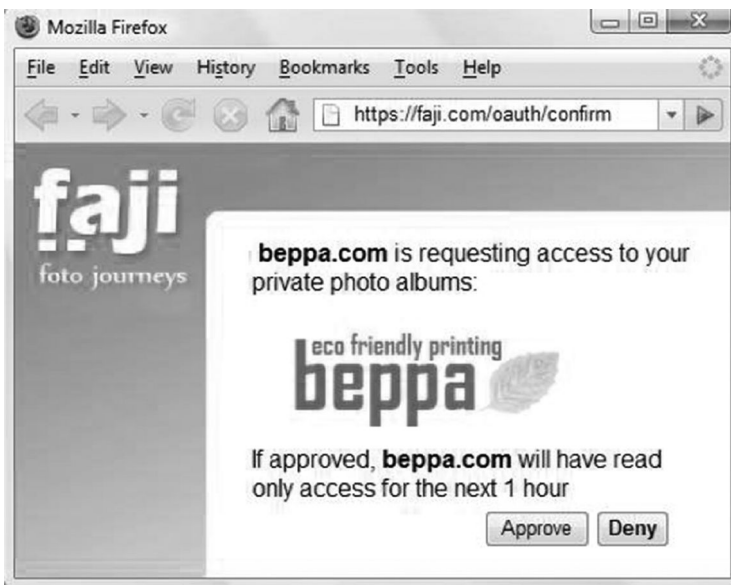 Mozilla Firefox
File Edit View History Bookmarks Tools Help
https://faji.com/oauth/confirm
faji
foto journeys
beppa.com is requesting access to your
private photo albums:
eco friendly printing
beppa
If approved, beppa.com will have read
only access for the next 1 hour
Approve Deny